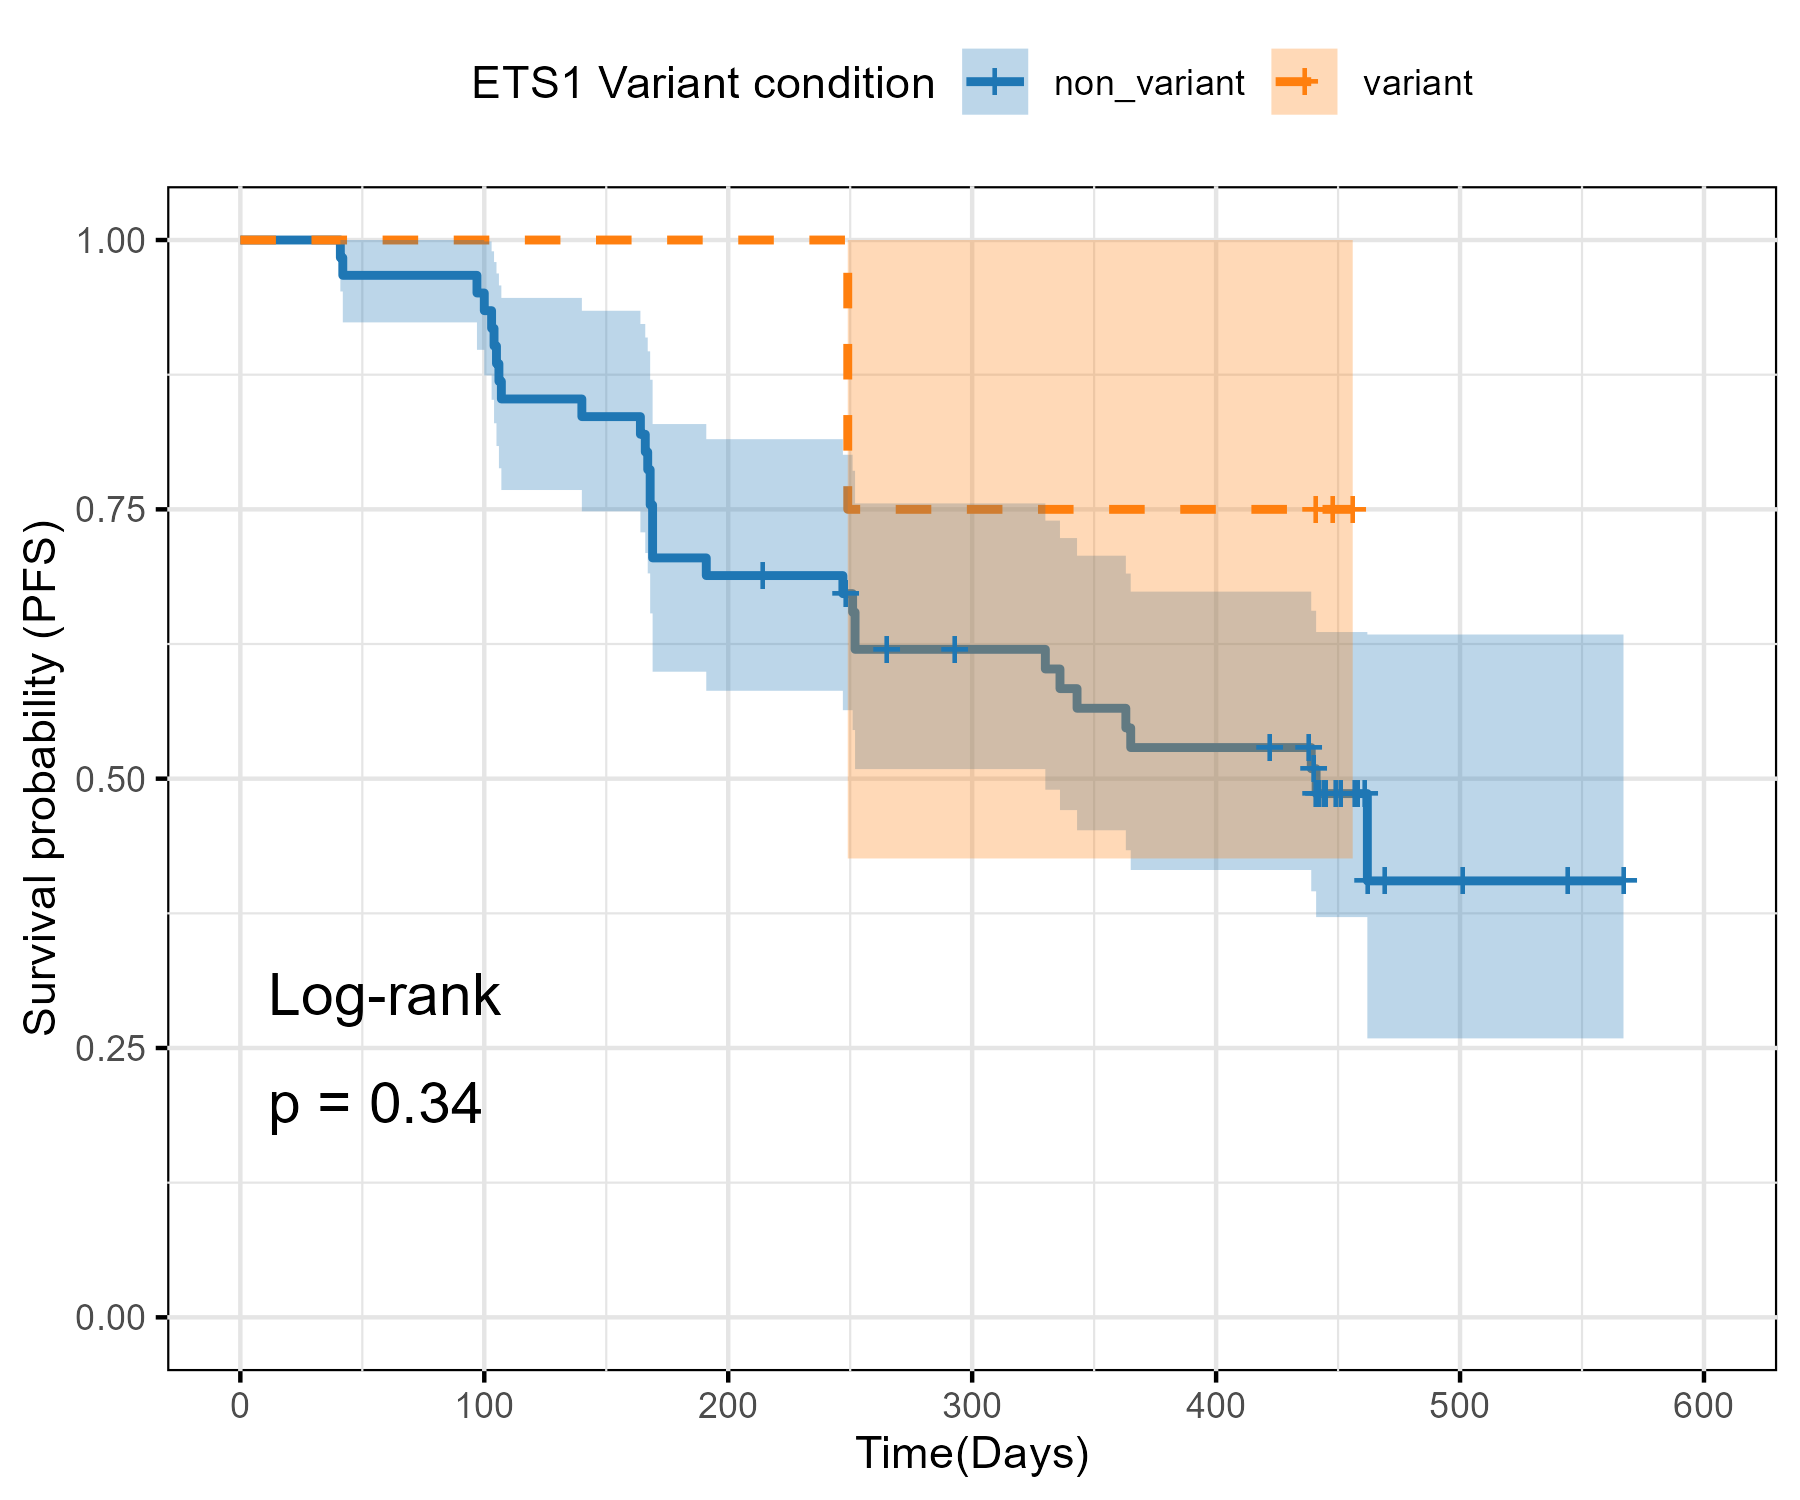 ETS1 Variant condition non_variant variant
Survival probability (PFS)
1.00
0.75
0.50
0.25
0.00
Log-rank
p = 0.34
0 100 200 300 400 500 600
Time(Days)